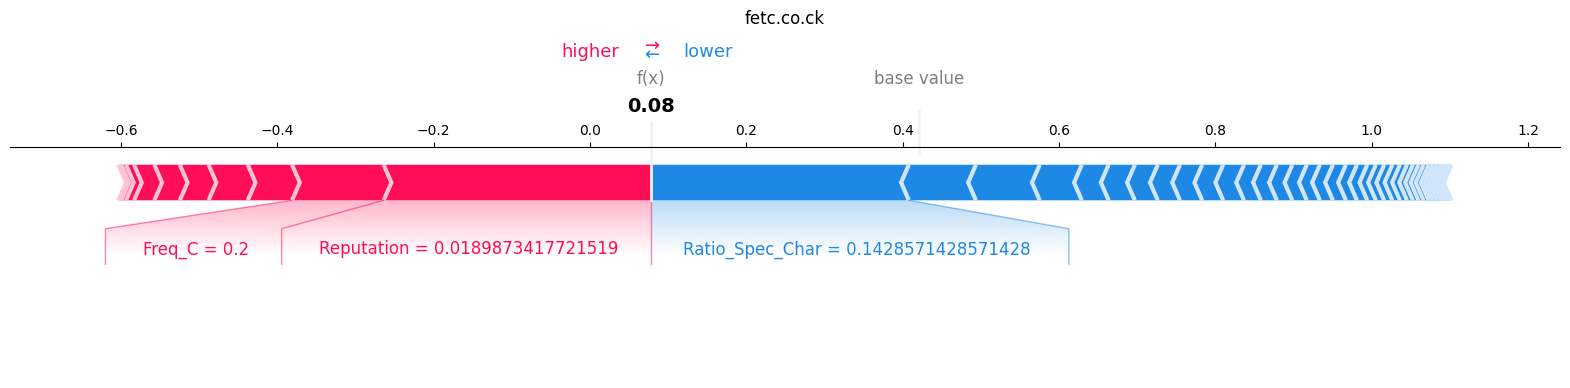 fetc.co.ck
higher → ← lower
f(x) base value
0.08
−0.6 −0.4 −0.2 0.0 0.2 0.4 0.6 0.8 1.0 1.2
Freq_C = 0.2 Reputation = 0.0189873417721519 Ratio_Spec_Char = 0.1428571428571428